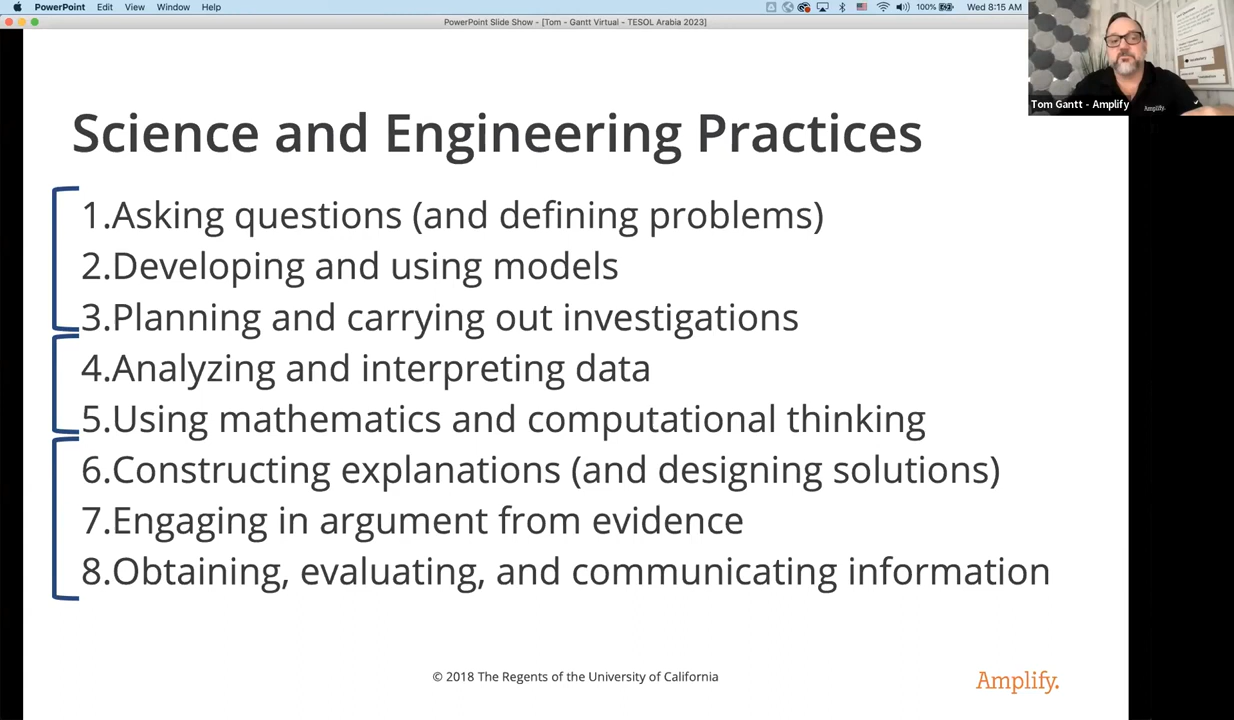 PowerPoint Edit View Window Help 100% Wed 8:15 AM
PowerPoint Slide Show - [Tom - Gantt Virtual - TESOL Arabia 2023]
Tom Gantt - Amplify
Amplify.
Science and Engineering Practices
1.Asking questions (and defining problems)
2.Developing and using models
3.Planning and carrying out investigations
4.Analyzing and interpreting data
5.Using mathematics and computational thinking
6.Constructing explanations (and designing solutions)
7.Engaging in argument from evidence
8.Obtaining, evaluating, and communicating information
© 2018 The Regents of the University of California
Amplify.